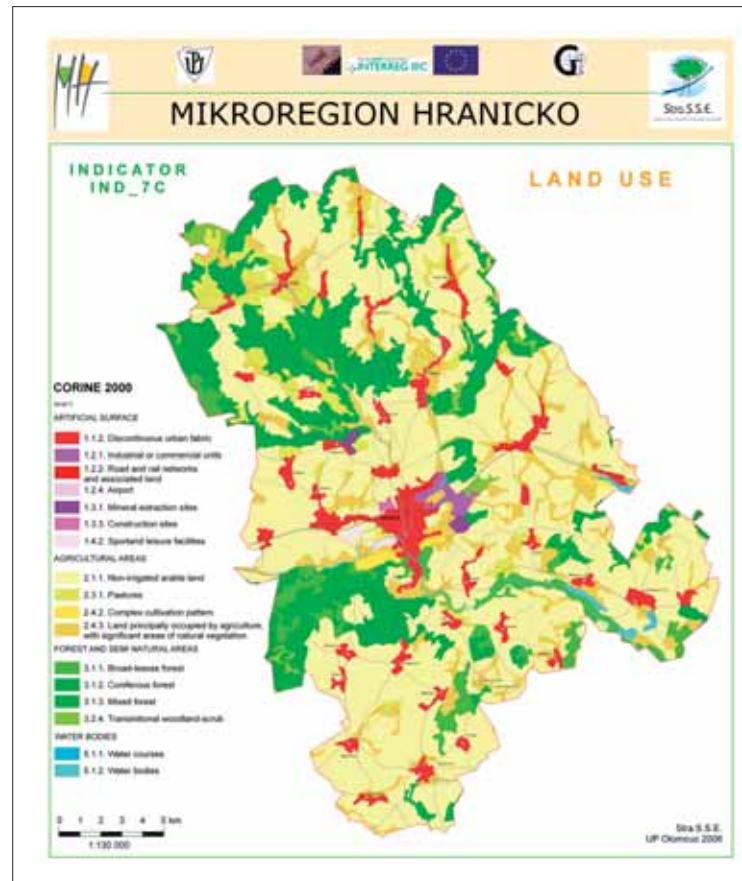 INTERREG IIIC
Stra.S.S.E.
MIKROREGION HRANICKO
INDICATOR
IND_7C
LAND USE
CORINE 2000
ARTIFICIAL SURFACE
1.1.2. Discontinuous urban fabric
1.2.1. Industrial or commercial units
1.2.2. Road and rail networks
and associated land
1.2.4. Airport
1.3.1. Mineral extraction sites
1.3.3. Construction sites
1.4.2. Sportand leisure facilities
AGRICULTURAL AREAS
2.1.1. Non-irrigated arable land
2.3.1. Pastures
2.4.2. Complex cultivation pattern
2.4.3. Land principally occupied by agriculture,
with significant areas of natural vegetation
FOREST AND SEMI NATURAL AREAS
3.1.1. Broad-leaves forest
3.1.2. Coniferous forest
3.1.3. Mixed forest
3.2.4. Transitional woodland-scrub
WATER BODIES
5.1.1. Water courses
5.1.2. Water bodies
0 1 2 3 4 5 km
1:130.000
Stra.S.S.E.
UP Olomouc 2006